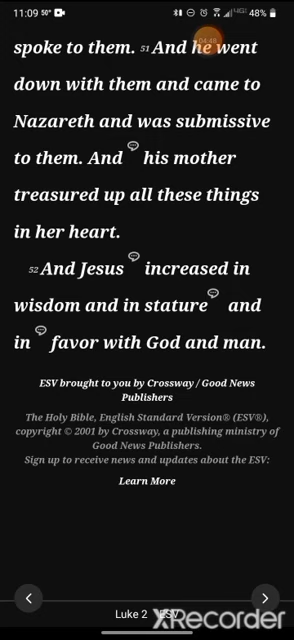 11:09 50° 48%
04:48
spoke to them. 51 And he went
down with them and came to
Nazareth and was submissive
to them. And his mother
treasured up all these things
in her heart.
52 And Jesus increased in
wisdom and in stature and
in favor with God and man.
ESV brought to you by Crossway / Good News
Publishers
The Holy Bible, English Standard Version® (ESV®),
copyright © 2001 by Crossway, a publishing ministry of
Good News Publishers.
Sign up to receive news and updates about the ESV:
Learn More
Luke 2 ESV
XRecorder